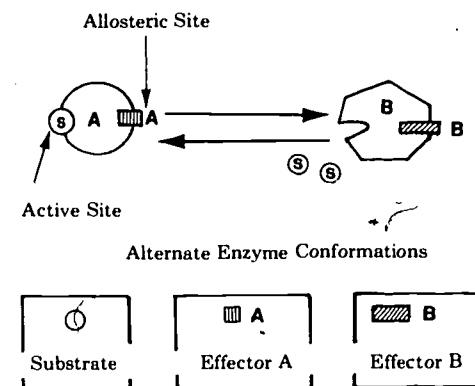 Allosteric Site
S A A
B B
S S
Active Site
Alternate Enzyme Conformations
A B
Substrate Effector A Effector B